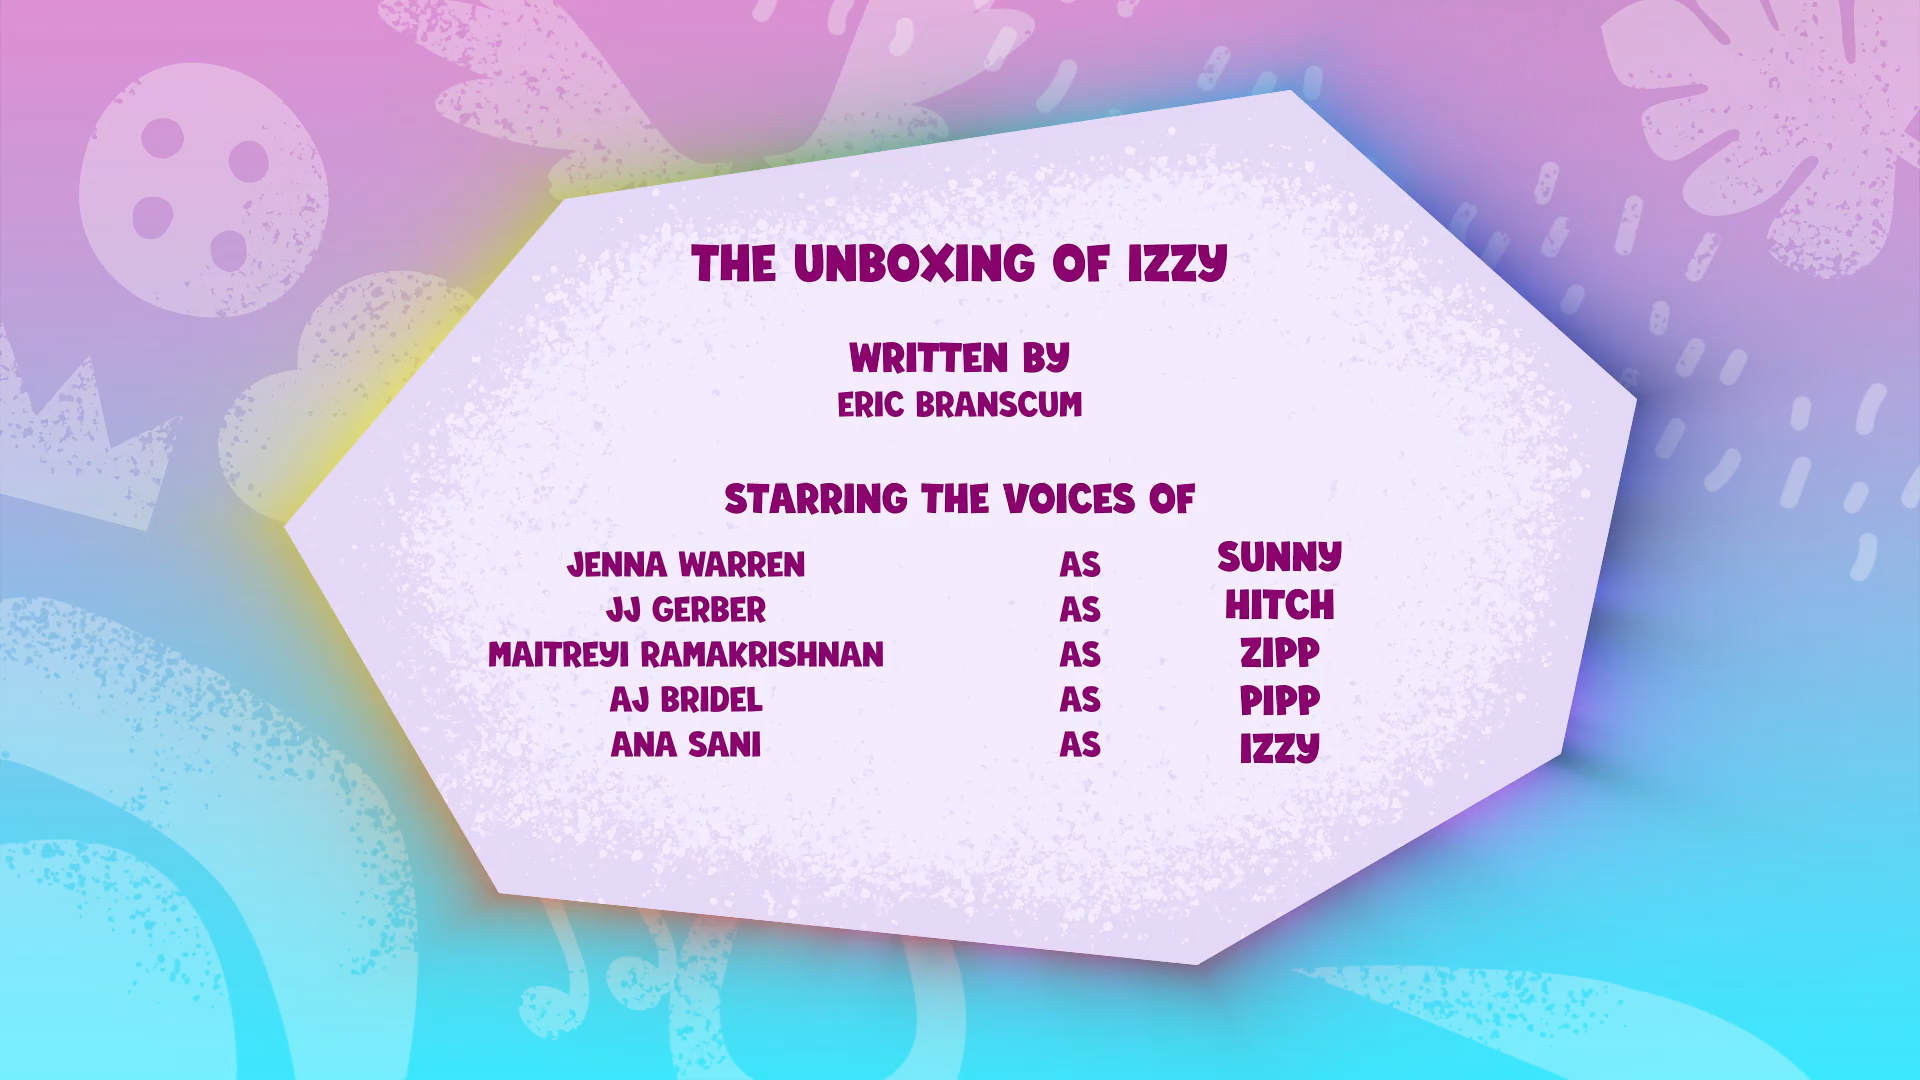 THE UNBOXING OF IZZY
WRITTEN BY
ERIC BRANSCUM
STARRING THE VOICES OF
JENNA WARREN AS SUNNY
JJ GERBER AS HITCH
MAITREYI RAMAKRISHNAN AS ZIPP
AJ BRIDEL AS PIPP
ANA SANI AS IZZY